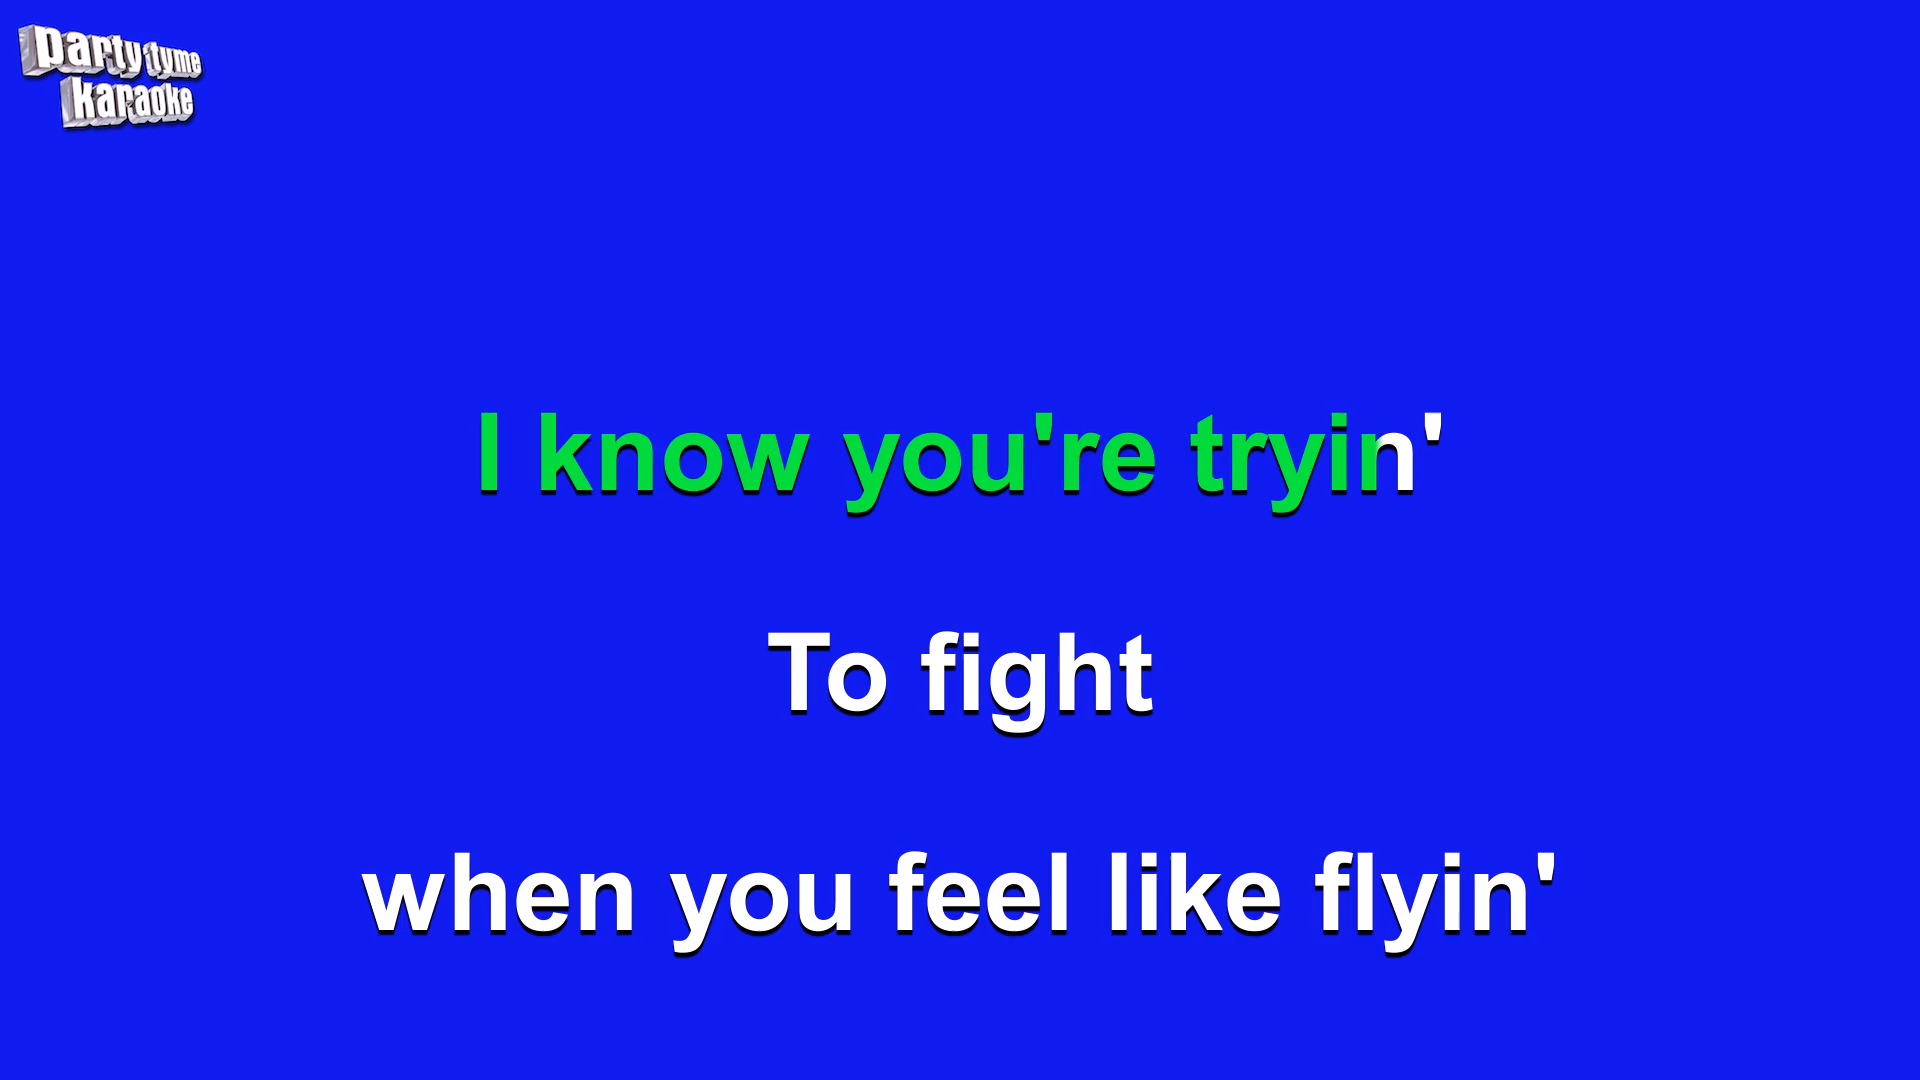 party tyme
karaoke
I know you're tryin'
To fight
when you feel like flyin'